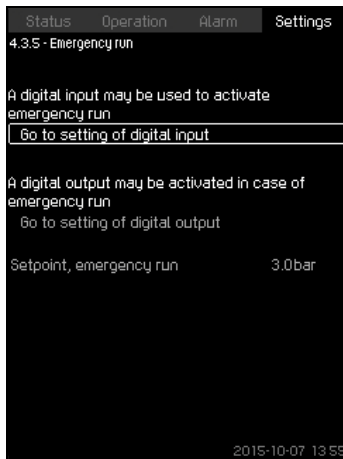 Status Operation Alarm Settings
4.3.5 - Emergency run
A digital input may be used to activate
emergency run
Go to setting of digital input
A digital output may be activated in case of
emergency run
Go to setting of digital output
Setpoint, emergency run 3.0bar
2015-10-07 13:55